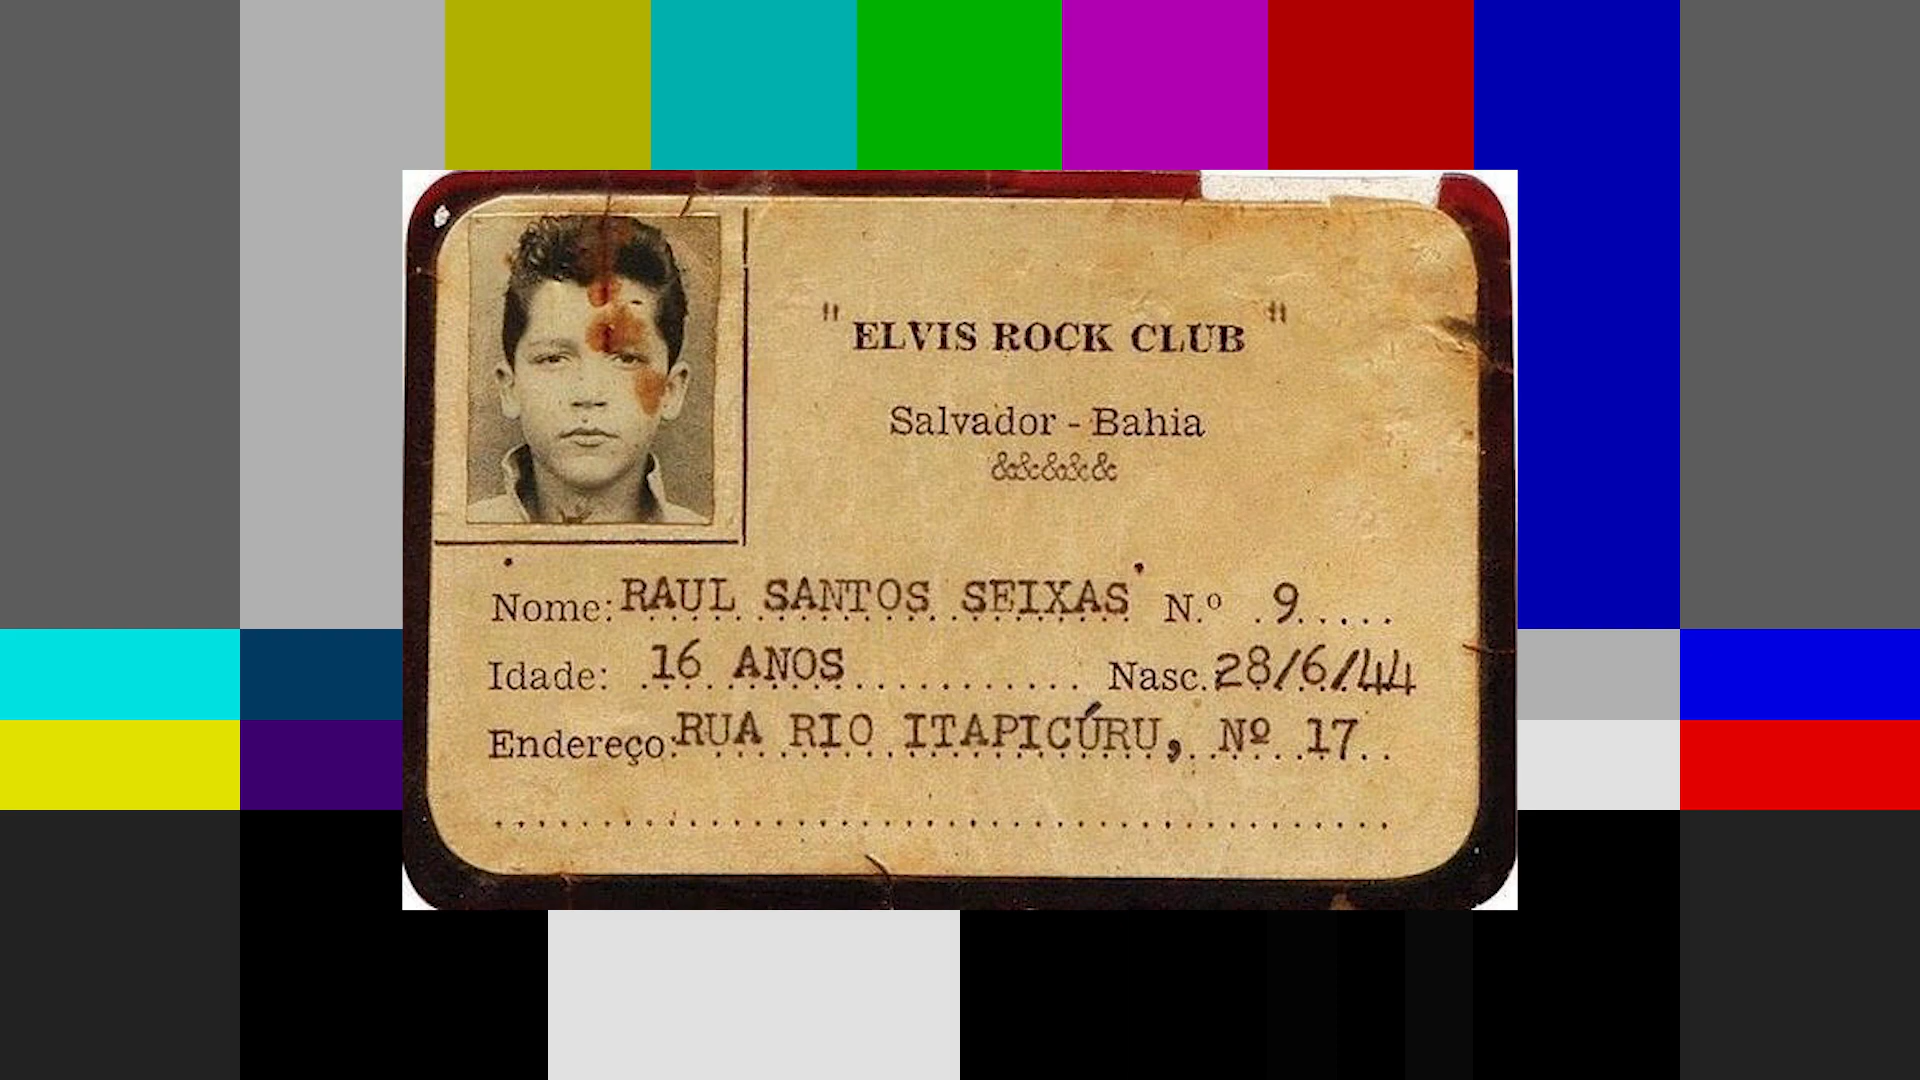 "ELVIS ROCK CLUB"
Salvador - Bahia
&&&&&
Nome: RAUL SANTOS SEIXAS N.º 9
Idade: 16 ANOS Nasc. 28/6/44
Endereço: RUA RIO ITAPICÚRU, Nº 17